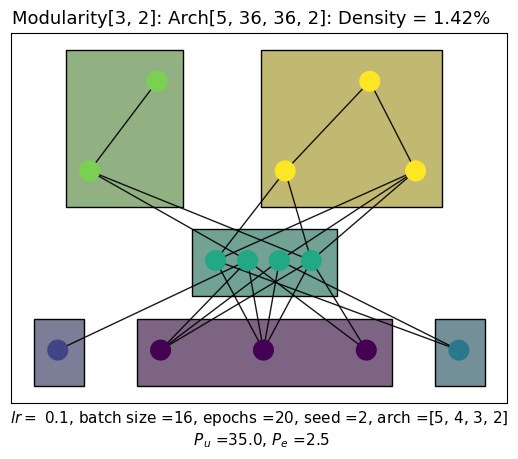 Modularity[3, 2]: Arch[5, 36, 36, 2]: Density = 1.42%
lr = 0.1, batch size =16, epochs =20, seed =2, arch =[5, 4, 3, 2]
P_u =35.0, P_e =2.5